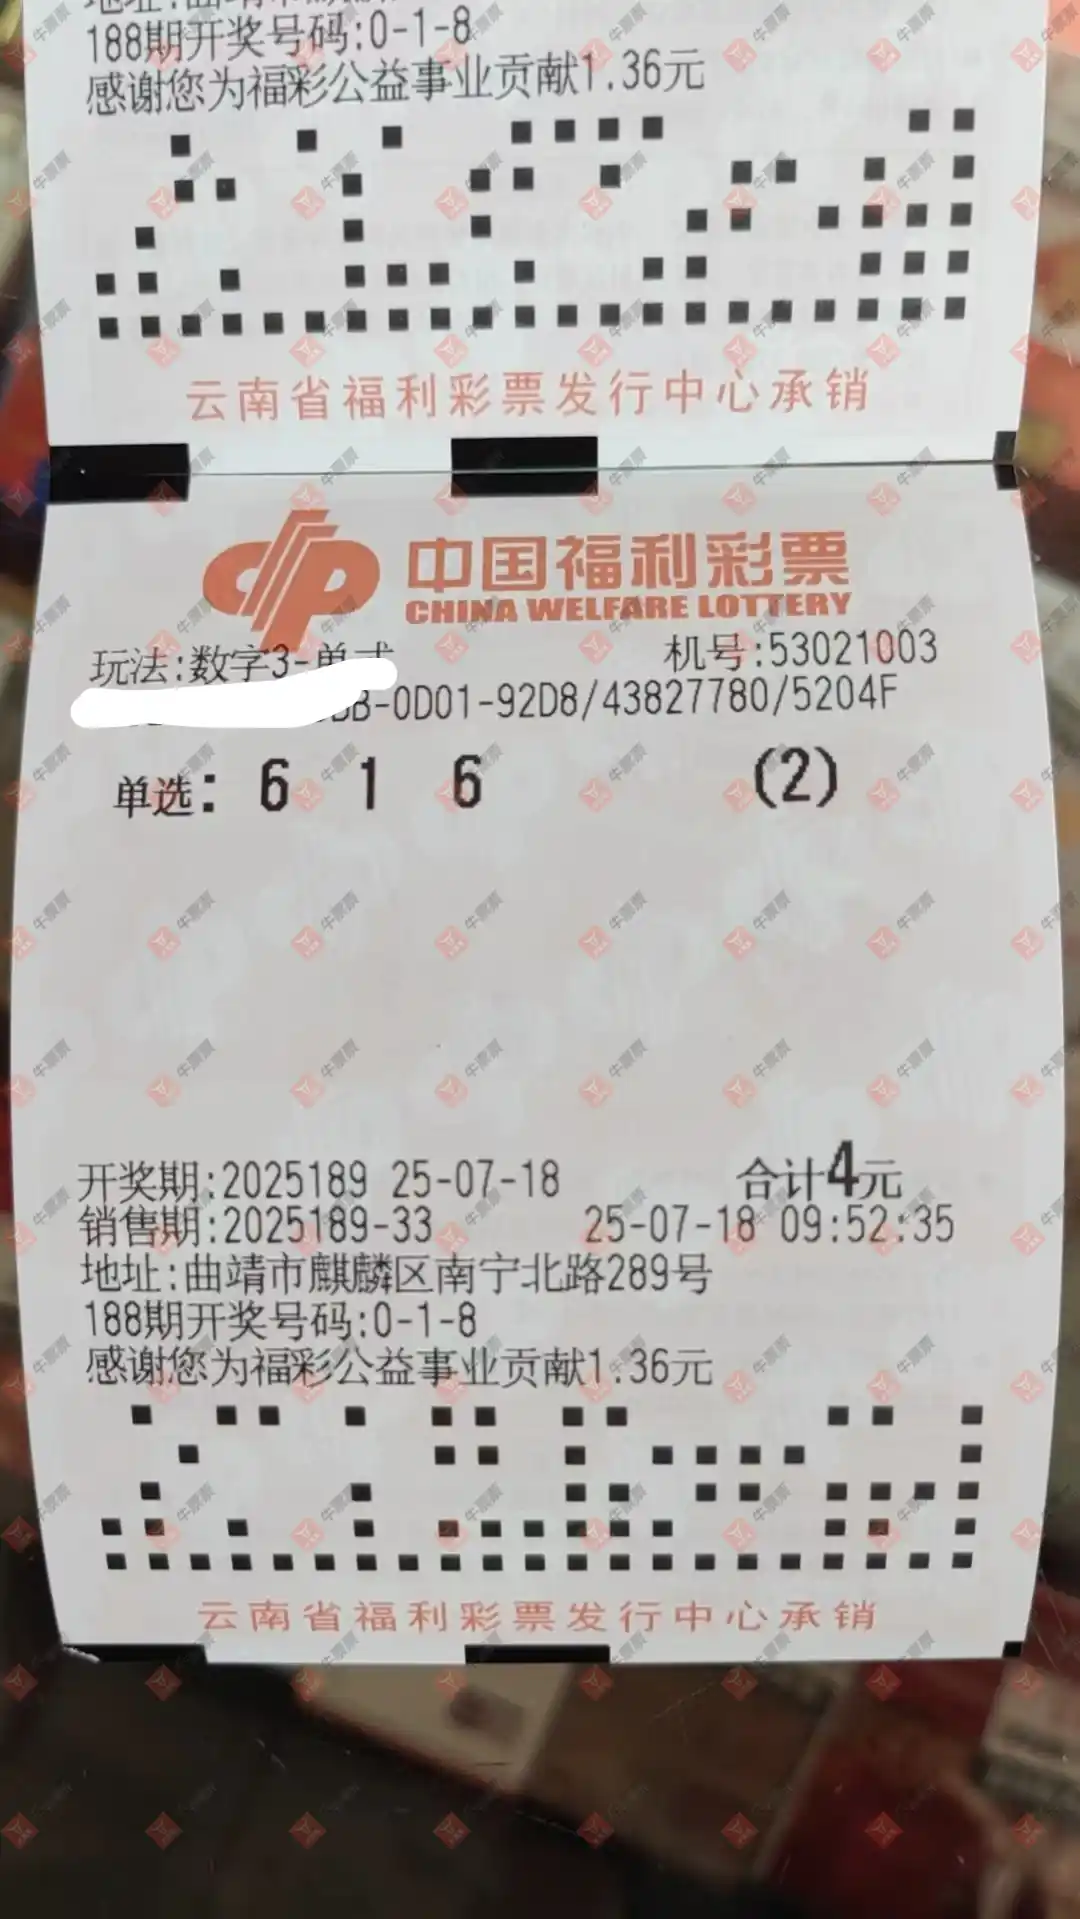 188期开奖号码:0-1-8
感谢您为福彩公益事业贡献1.36元
云南省福利彩票发行中心承销
中国福利彩票
CHINA WELFARE LOTTERY
玩法:数字3-单式 机号:53021003
-0D01-92D8/43827780/5204F
单选: 6 1 6 (2)
开奖期:2025189 25-07-18 合计4元
销售期:2025189-33 25-07-18 09:52:35
地址:曲靖市麒麟区南宁北路289号
188期开奖号码:0-1-8
感谢您为福彩公益事业贡献1.36元
云南省福利彩票发行中心承销
牛票票